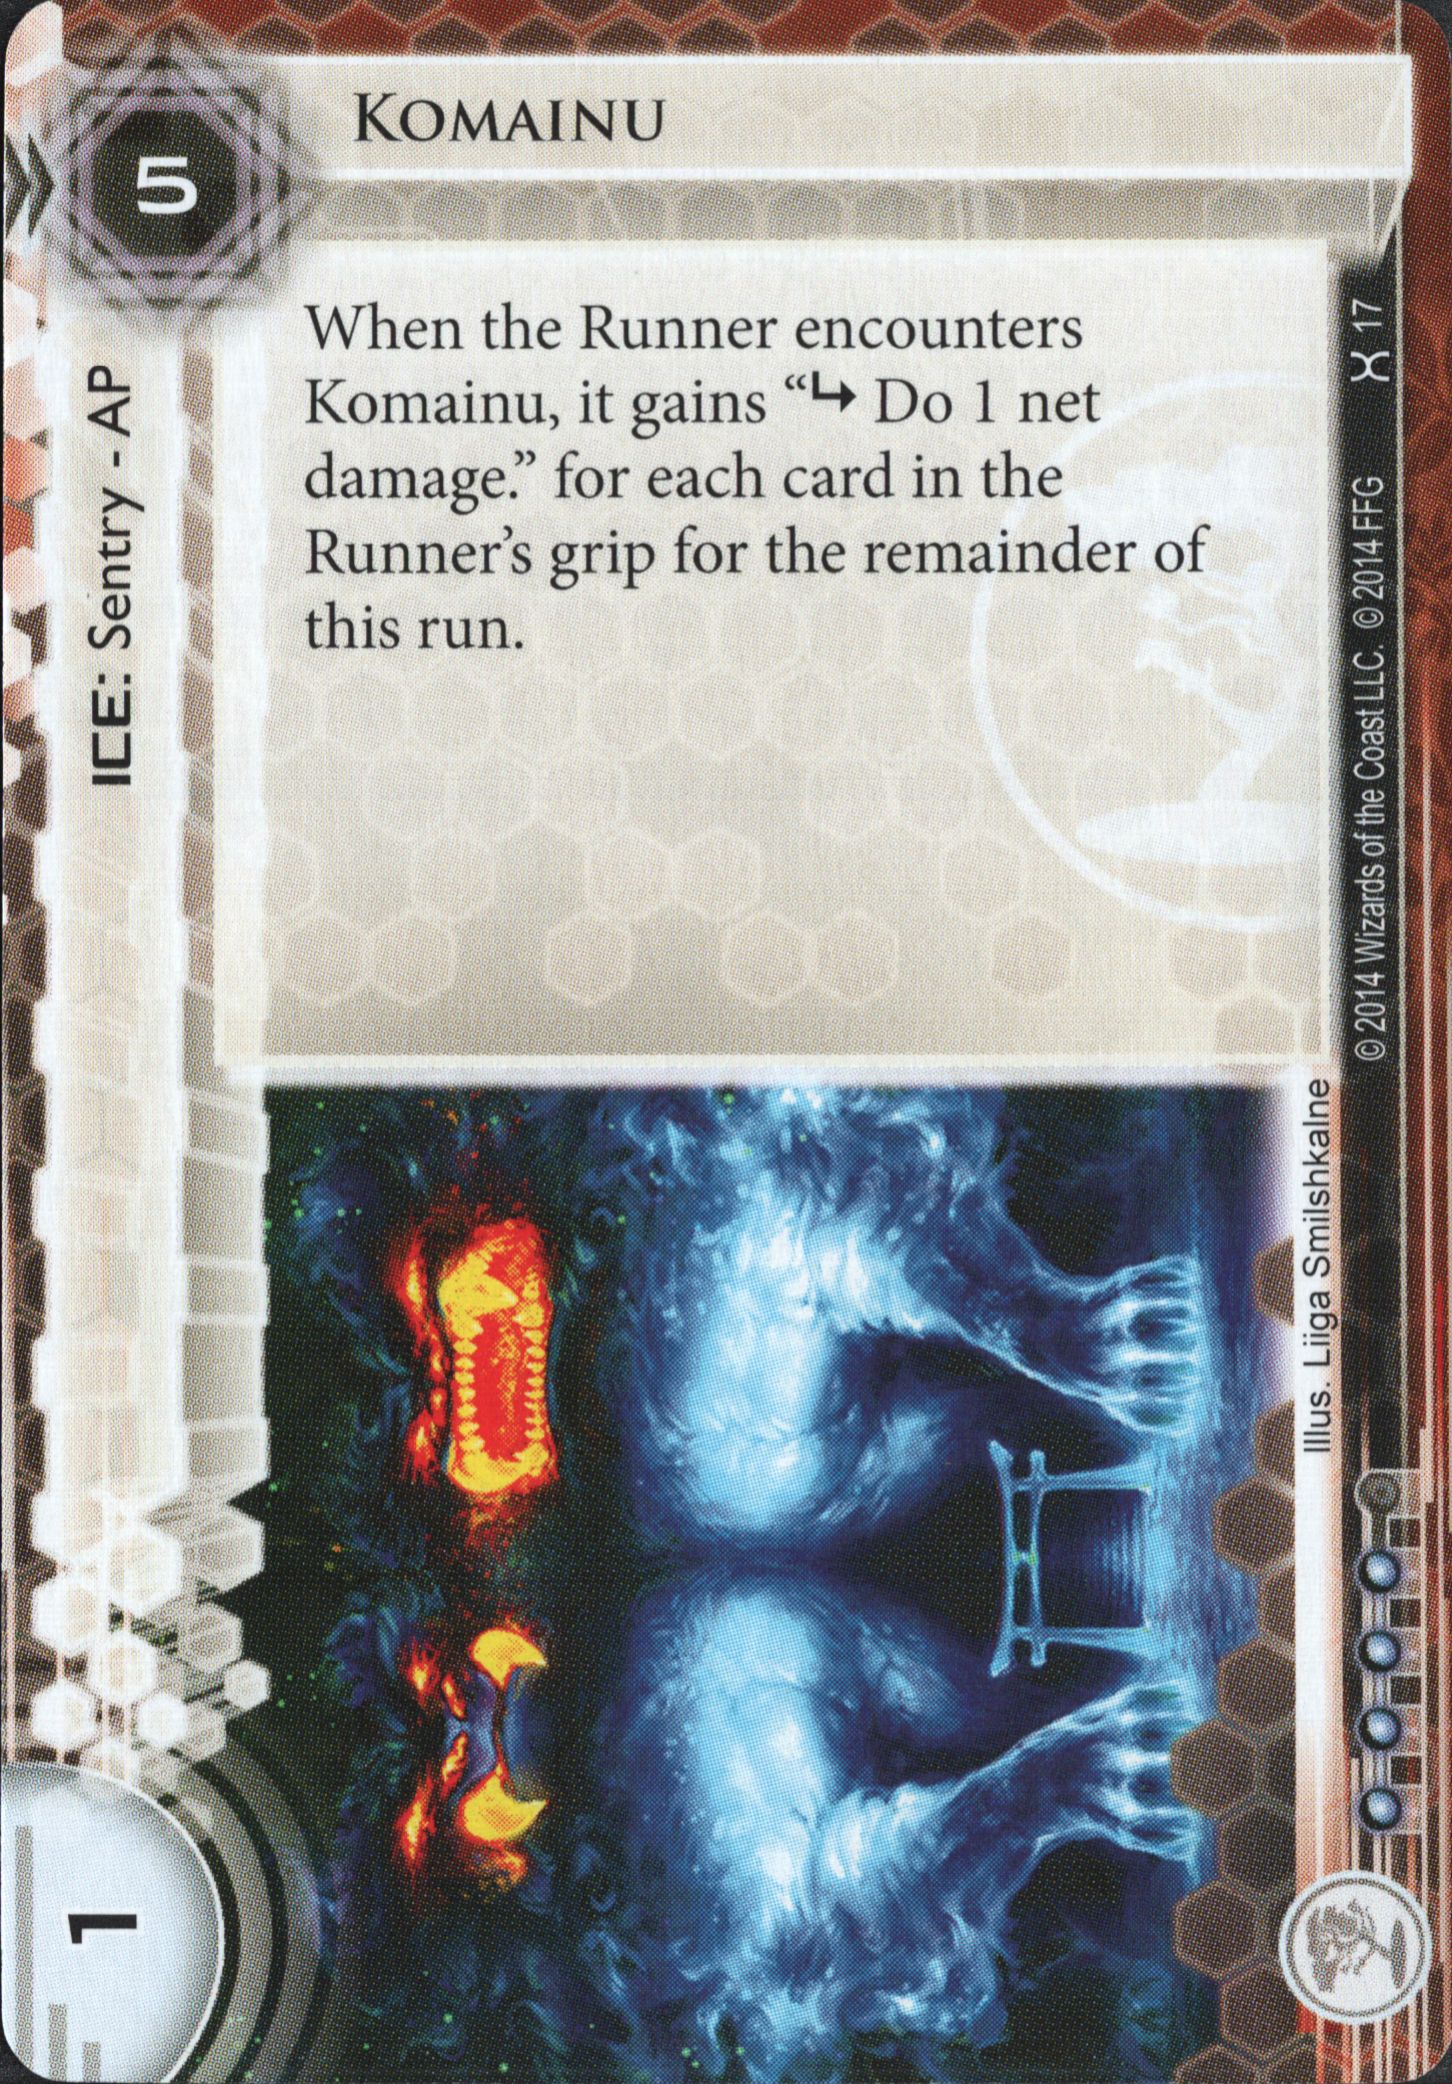 KOMAINU
5
ICE: Sentry - AP
When the Runner encounters
Komainu, it gains “↳ Do 1 net
damage.” for each card in the
Runner’s grip for the remainder of
this run.
1
Illus. Liiga Smilshkalne
© 2014 Wizards of the Coast LLC. © 2014 FFG 17